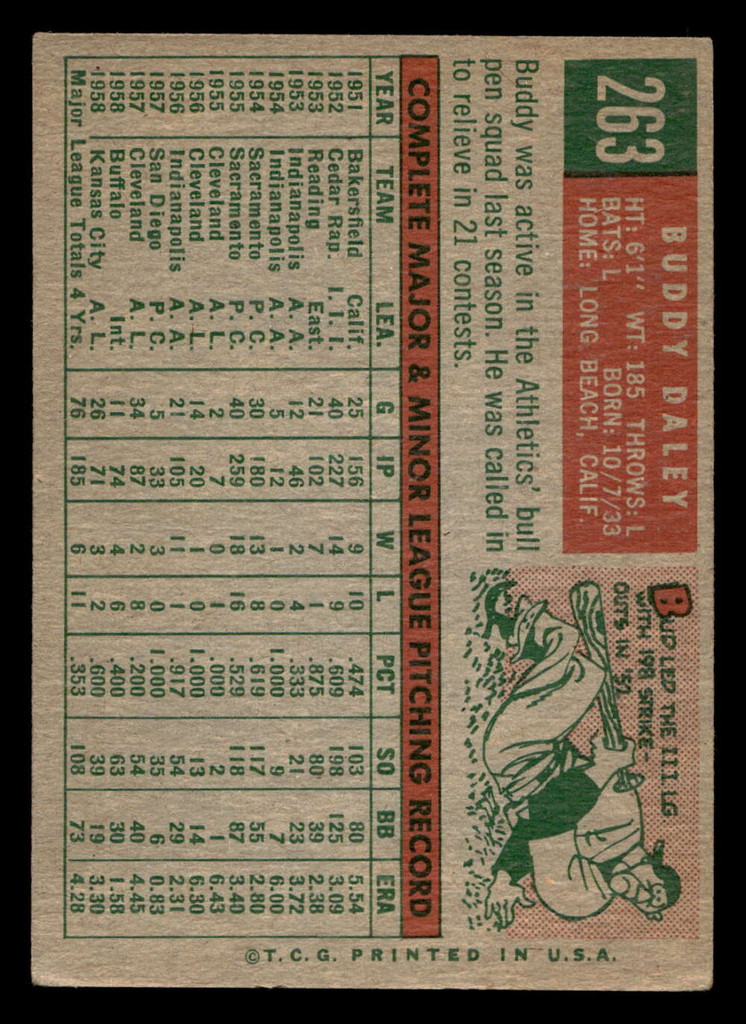 263
BUDDY DALEY
HT: 6'1" WT: 185 THROWS: L
BATS: L BORN: 10/7/33
HOME: LONG BEACH, CALIF.
Buddy was active in the Athletics' bull
pen squad last season. He was called in
to relieve in 21 contests.
BUD LED THE III LG
WITH 198 STRIKE-
OUTS IN '52
COMPLETE MAJOR & MINOR LEAGUE PITCHING RECORD
YEAR TEAM LEA. G IP W L PCT SO BB ERA
1951 Bakersfield Calif. 25 156 9 10 .474 103 80 5.54
1952 Cedar Rap. I. I. I. 40 227 14 9 .609 198 125 3.09
1953 Reading East. 21 102 7 1 .875 80 39 2.38
1953 Indianapolis A. A. 12 46 2 4 .333 21 23 3.72
1954 Indianapolis A. A. 5 12 1 0 1.000 9 7 6.00
1954 Sacramento P. C. 30 180 13 8 .619 117 55 2.80
1955 Sacramento P. C. 40 259 18 16 .529 118 87 3.40
1955 Cleveland A. L. 2 7 0 1 .000 2 1 6.43
1956 Cleveland A. L. 14 20 1 0 1.000 13 14 6.30
1956 Indianapolis A. A. 21 105 11 1 .917 54 29 2.31
1957 San Diego P. C. 5 33 3 0 1.000 35 6 0.83
1957 Cleveland A. L. 34 87 2 8 .200 54 40 4.45
1958 Buffalo Int. 11 74 4 6 .400 63 30 1.58
1958 Kansas City A. L. 26 71 3 2 .600 39 19 3.30
Major League Totals 4 Yrs. 76 185 6 11 .353 108 73 4.28
©T.C.G. PRINTED IN U.S.A.